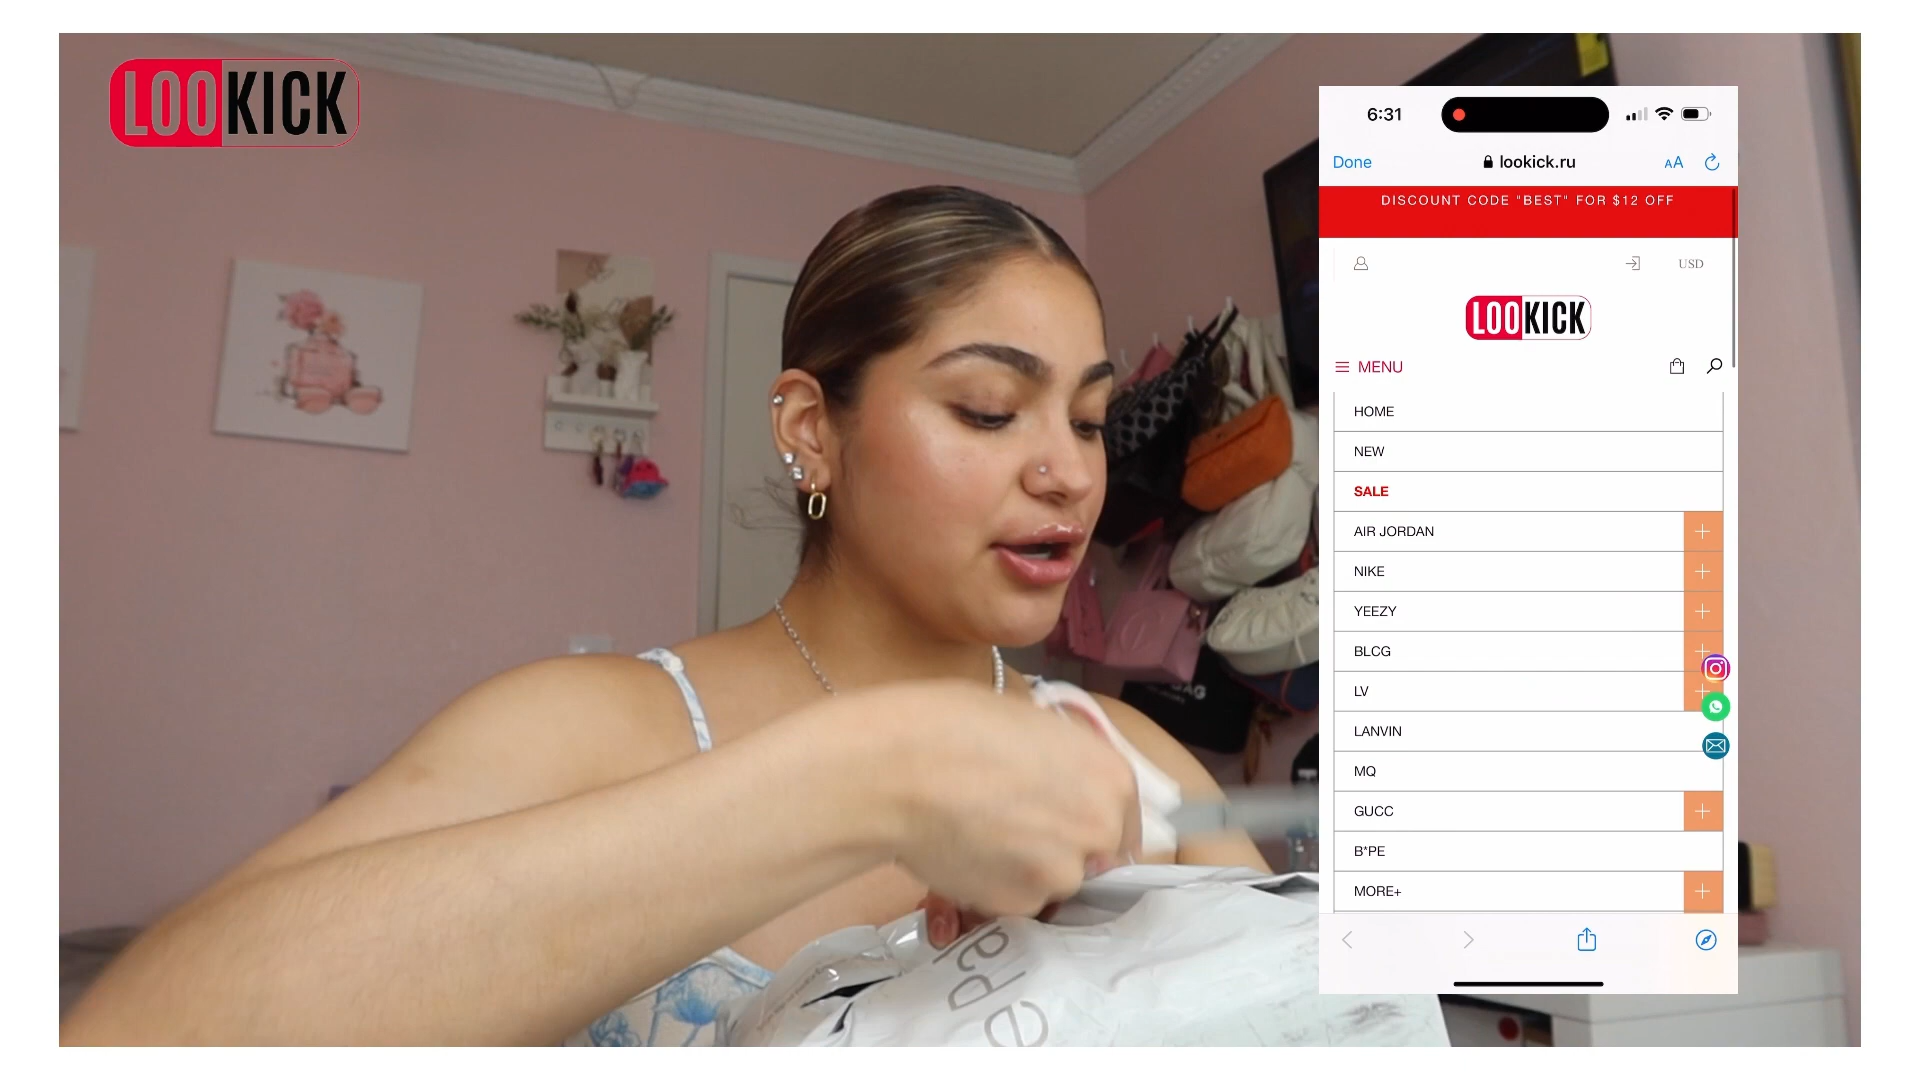 LOOKICK
6:31
Done
lookick.ru
AA
DISCOUNT CODE "BEST" FOR $12 OFF
USD
LOOKICK
MENU
HOME
NEW
SALE
AIR JORDAN
NIKE
YEEZY
BLCG
LV
LANVIN
MQ
GUCC
B*PE
MORE+